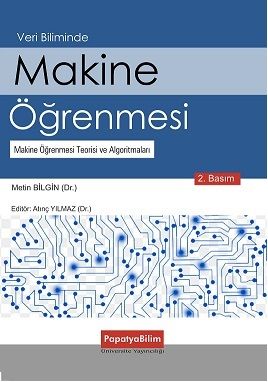 Veri Biliminde
Makine
Öğrenmesi
Makine Öğrenmesi Teorisi ve Algoritmaları
2. Basım
Metin BİLGİN (Dr.)
Editör: Alınç YILMAZ (Dr.)
PapatyaBilim
Üniversite Yayıncılığı